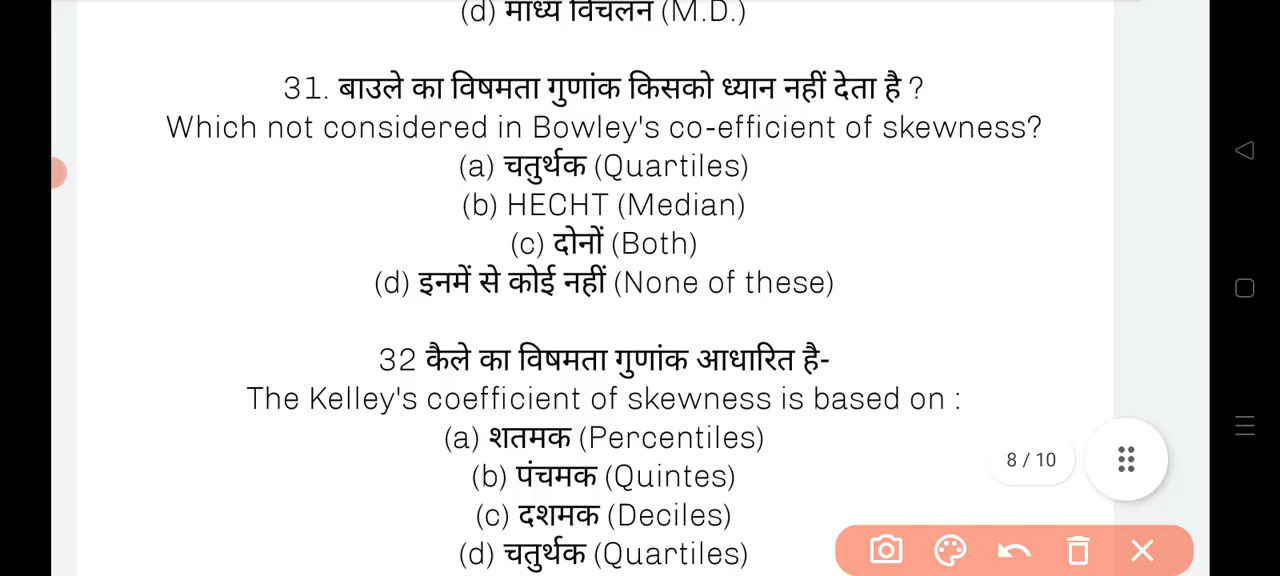 (d) माध्य विचलन (M.D.)
31. बाउले का विषमता गुणांक किसको ध्यान नहीं देता है ?
Which not considered in Bowley's co-efficient of skewness?
(a) चतुर्थक (Quartiles)
(b) HECHT (Median)
(c) दोनों (Both)
(d) इनमें से कोई नहीं (None of these)
32 कैले का विषमता गुणांक आधारित है-
The Kelley's coefficient of skewness is based on :
(a) शतमक (Percentiles)
(b) पंचमक (Quintes)
(c) दशमक (Deciles)
(d) चतुर्थक (Quartiles)
8 / 10